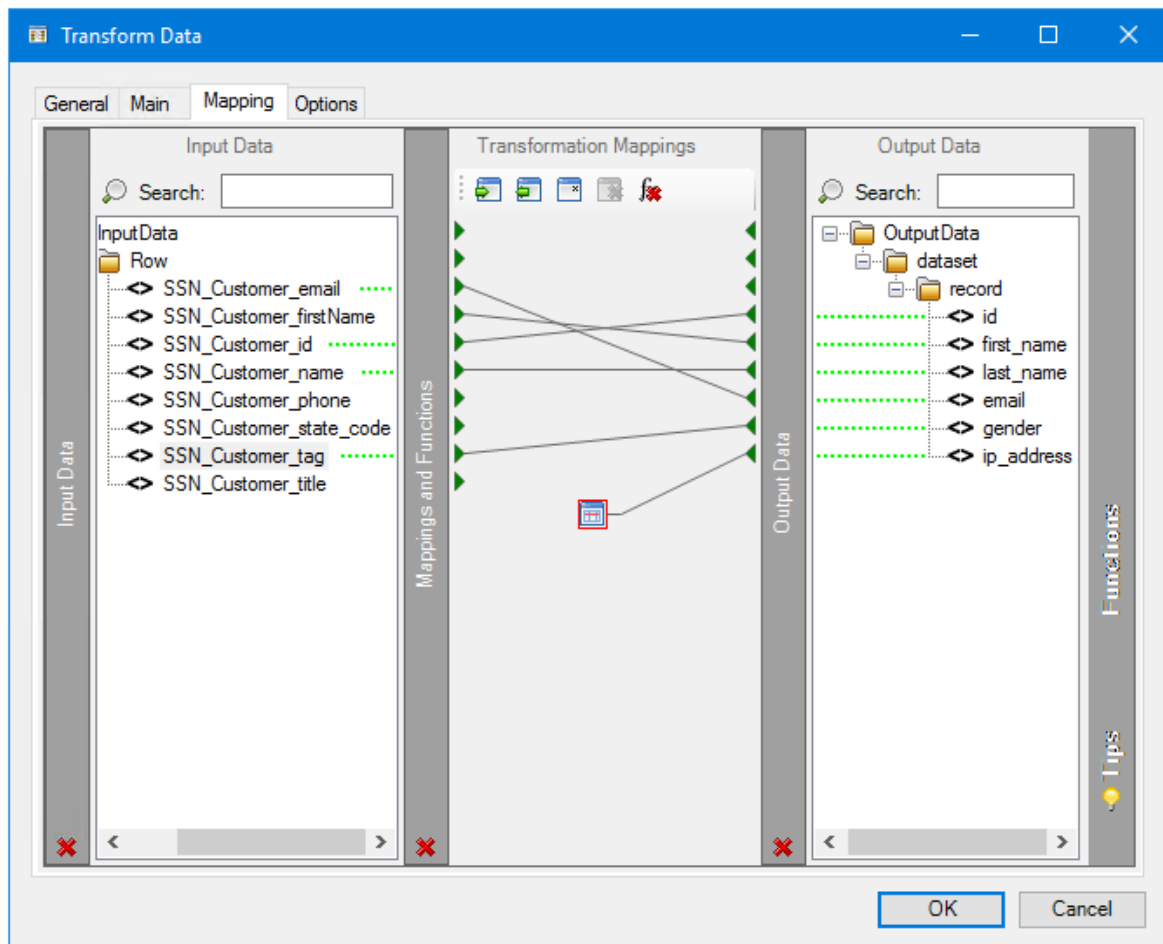 Transform Data
General Main Mapping Options
Input Data
Search:
InputData
Row
SSN_Customer_email
SSN_Customer_firstName
SSN_Customer_id
SSN_Customer_name
SSN_Customer_phone
SSN_Customer_state_code
SSN_Customer_tag
SSN_Customer_title
Input Data
Transformation Mappings
Mappings and Functions
Output Data
Search:
OutputData
dataset
record
id
first_name
last_name
email
gender
ip_address
Output Data
Functions
Tips
OK Cancel